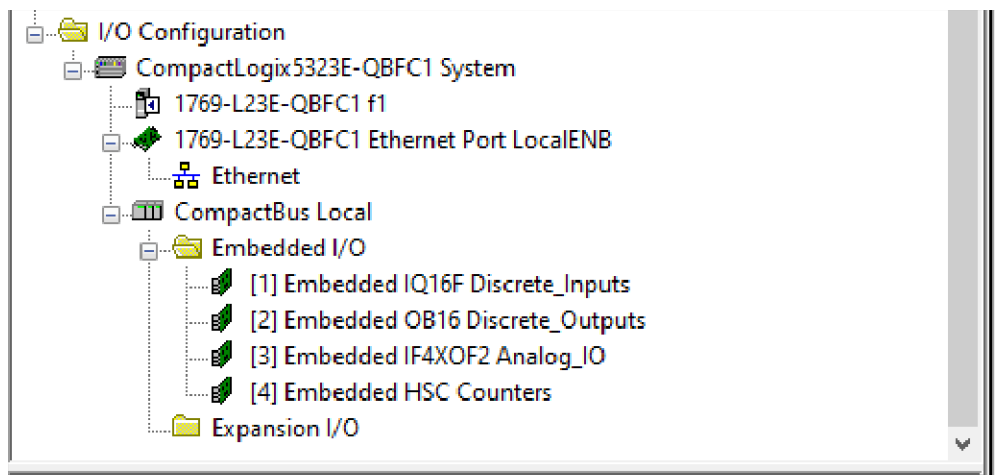 I/O Configuration
CompactLogix5323E-QBFC1 System
1769-L23E-QBFC1 f1
1769-L23E-QBFC1 Ethernet Port LocalENB
Ethernet
CompactBus Local
Embedded I/O
[1] Embedded IQ16F Discrete_Inputs
[2] Embedded OB16 Discrete_Outputs
[3] Embedded IF4XOF2 Analog_IO
[4] Embedded HSC Counters
Expansion I/O